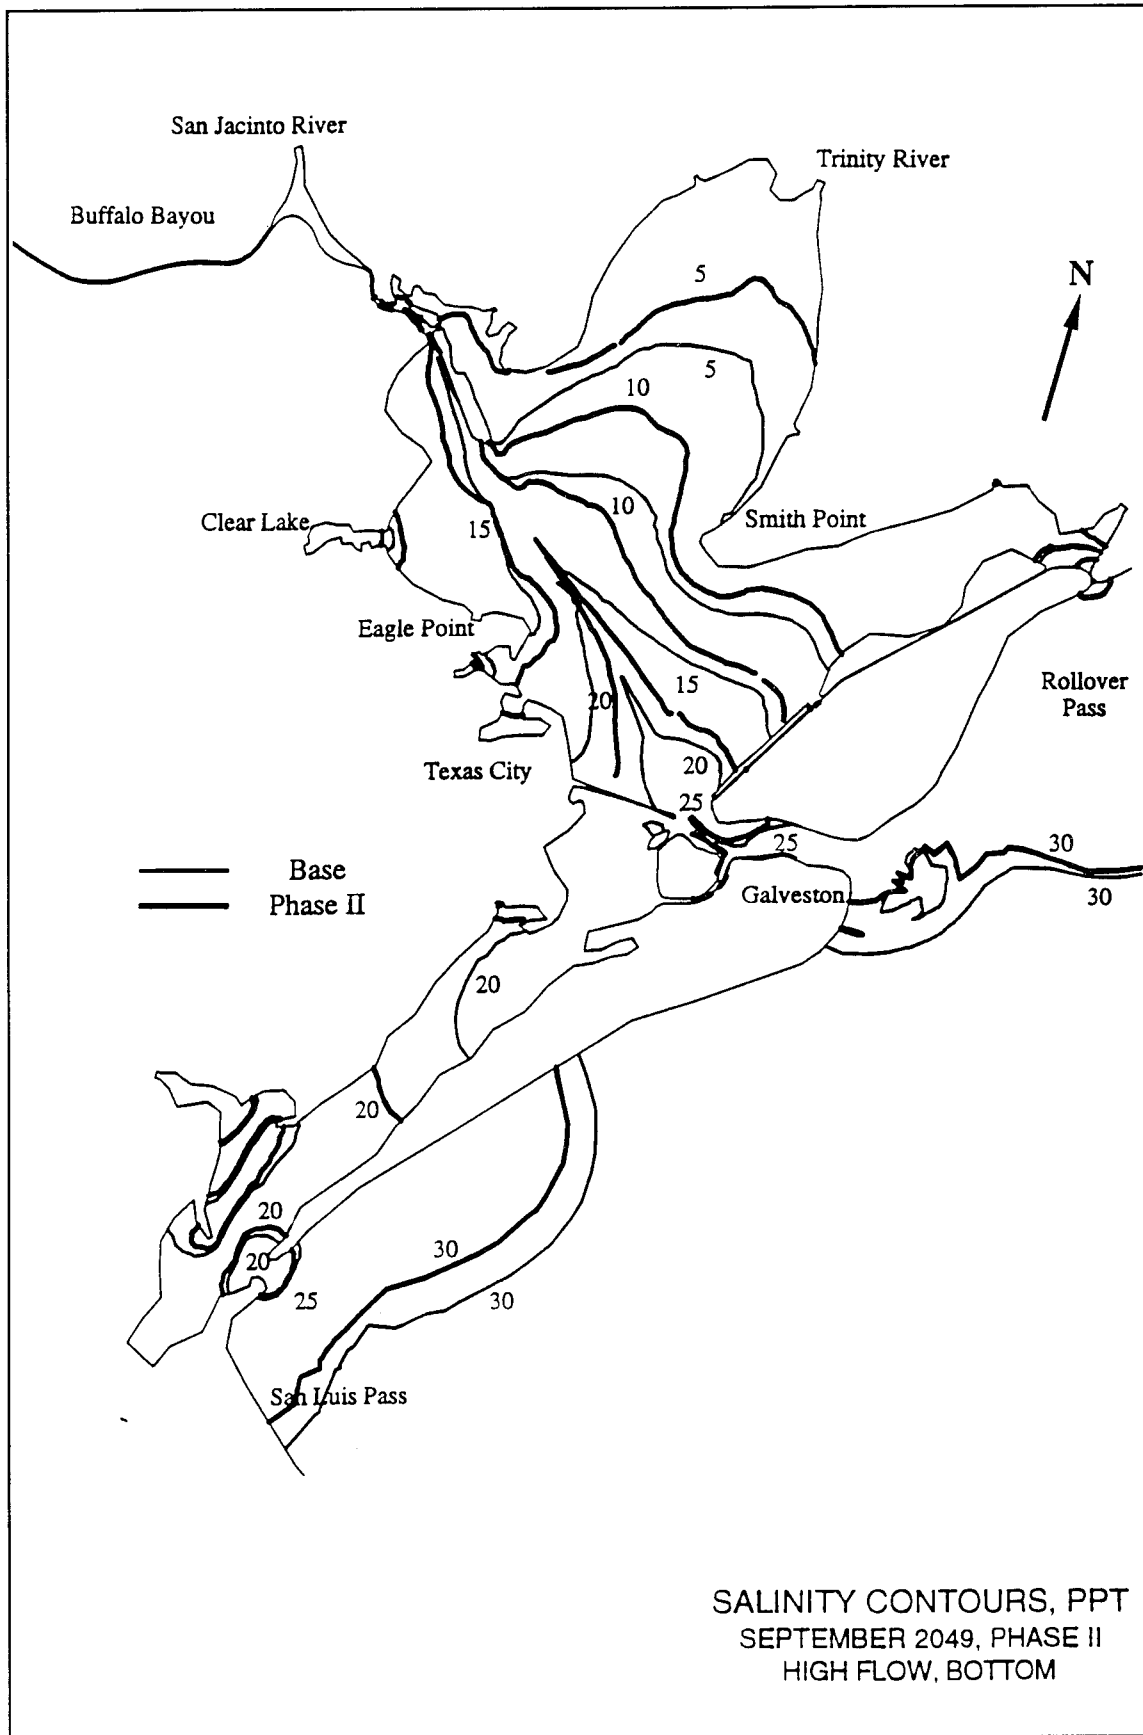 San Jacinto River
Trinity River
Buffalo Bayou
N
5
5
10
10
Smith Point
Clear Lake
15
Eagle Point
Rollover
Pass
15
20
Texas City
20
25
25
30
Base
Galveston
30
Phase II
20
20
20
20
30
25
30
San Luis Pass
SALINITY CONTOURS, PPT
SEPTEMBER 2049, PHASE II
HIGH FLOW, BOTTOM